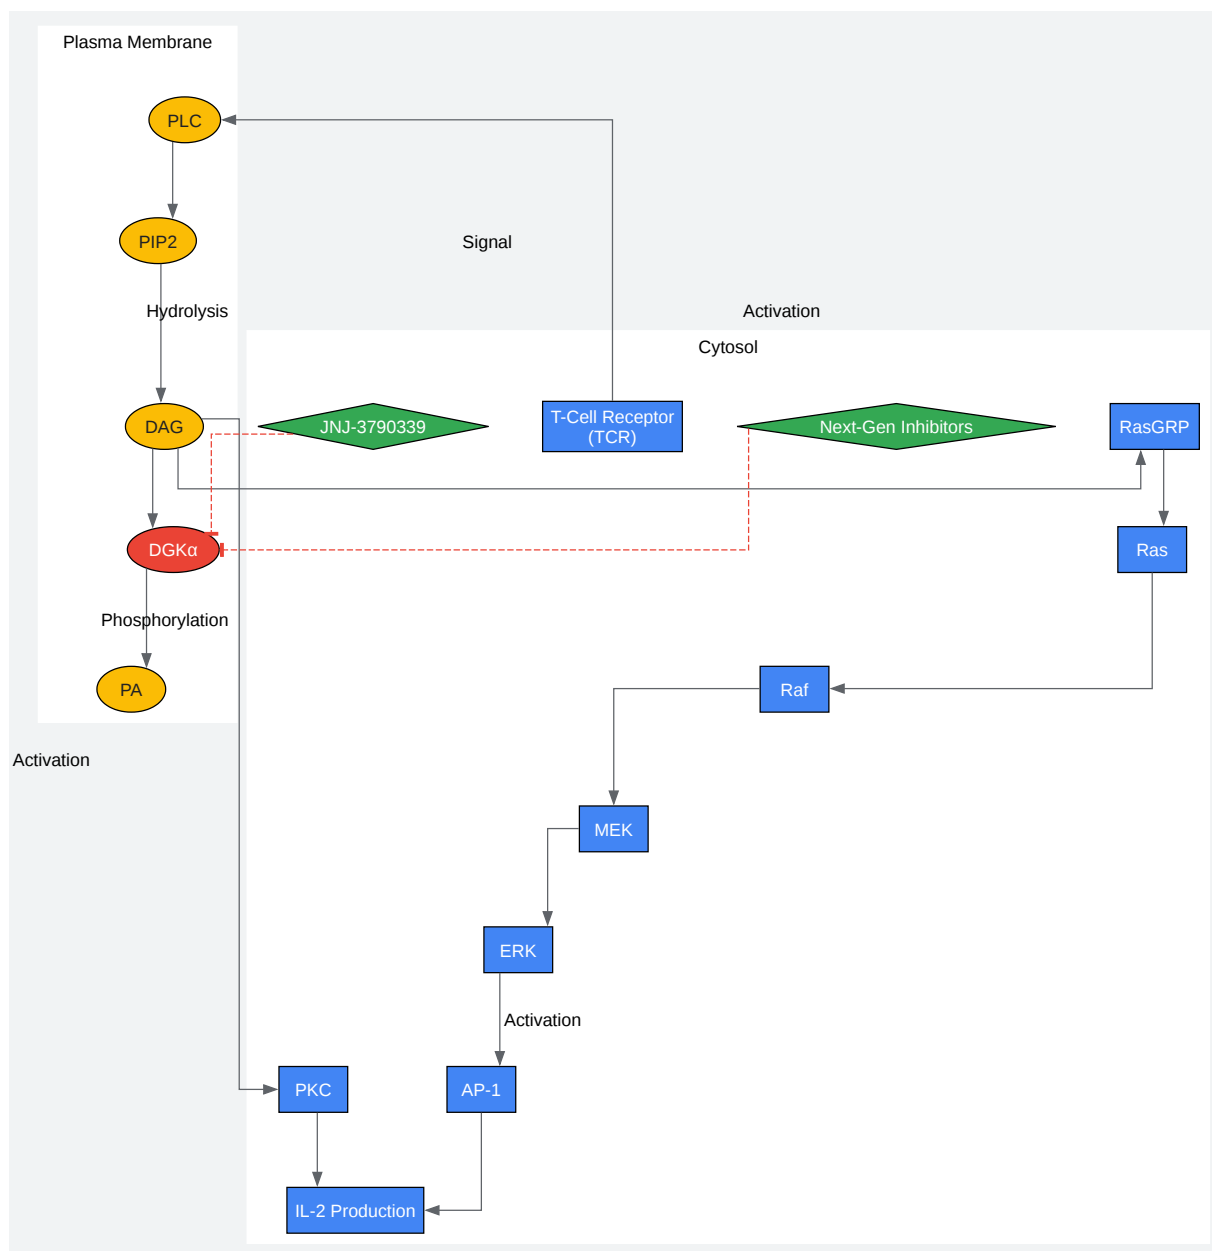 Plasma Membrane
PLC
PIP2
Signal
Hydrolysis
Activation
Cytosol
DAG
JNJ-3790339
T-Cell Receptor
(TCR)
Next-Gen Inhibitors
RasGRP
DGKα
Ras
Phosphorylation
PA
Raf
Activation
MEK
ERK
Activation
PKC
AP-1
IL-2 Production